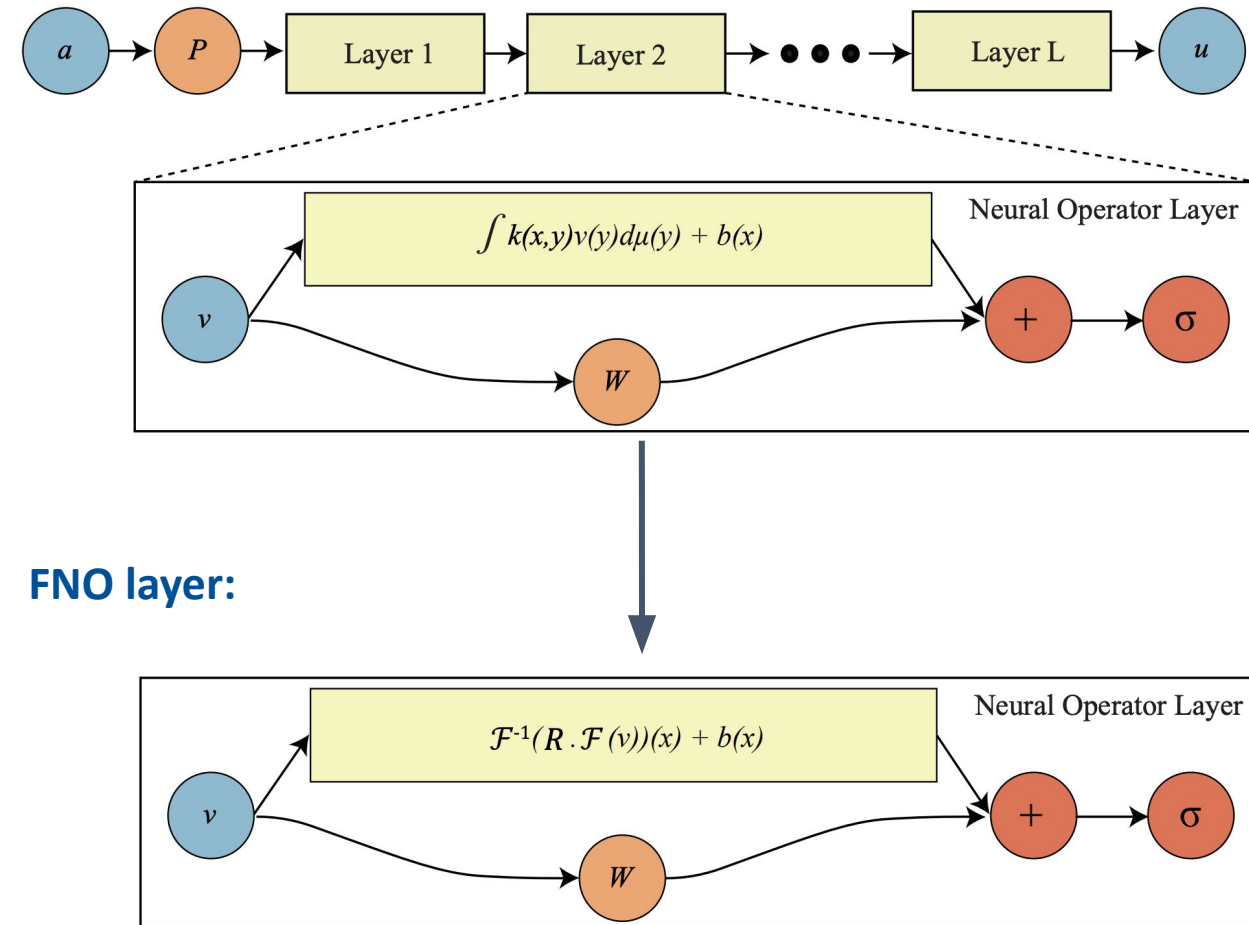 a P Layer 1 Layer 2 Layer L u
Neural Operator Layer
∫ k(x,y)v(y)dμ(y) + b(x)
v + σ
W
FNO layer:
Neural Operator Layer
ℱ⁻¹(R . ℱ(v))(x) + b(x)
v + σ
W